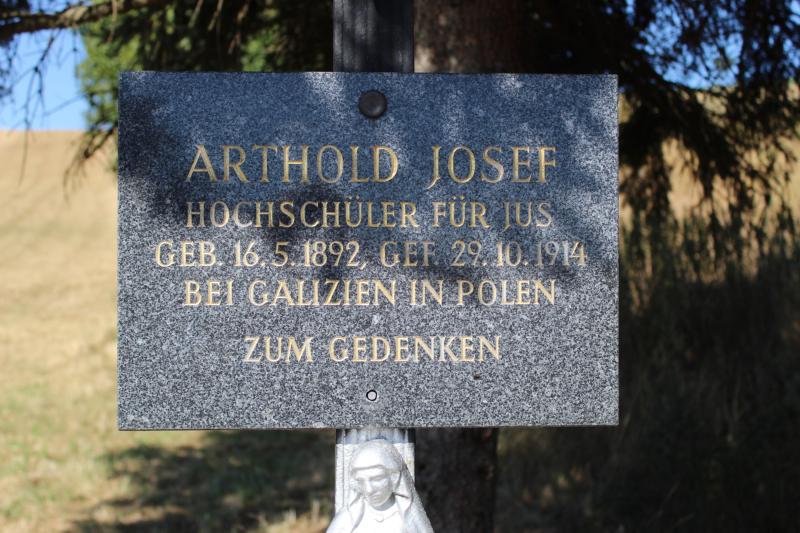 ARTHOLD JOSEF
HOCHSCHÜLER FÜR JUS
GEB. 16.5.1892, GEF. 29.10.1914
BEI GALIZIEN IN POLEN
ZUM GEDENKEN